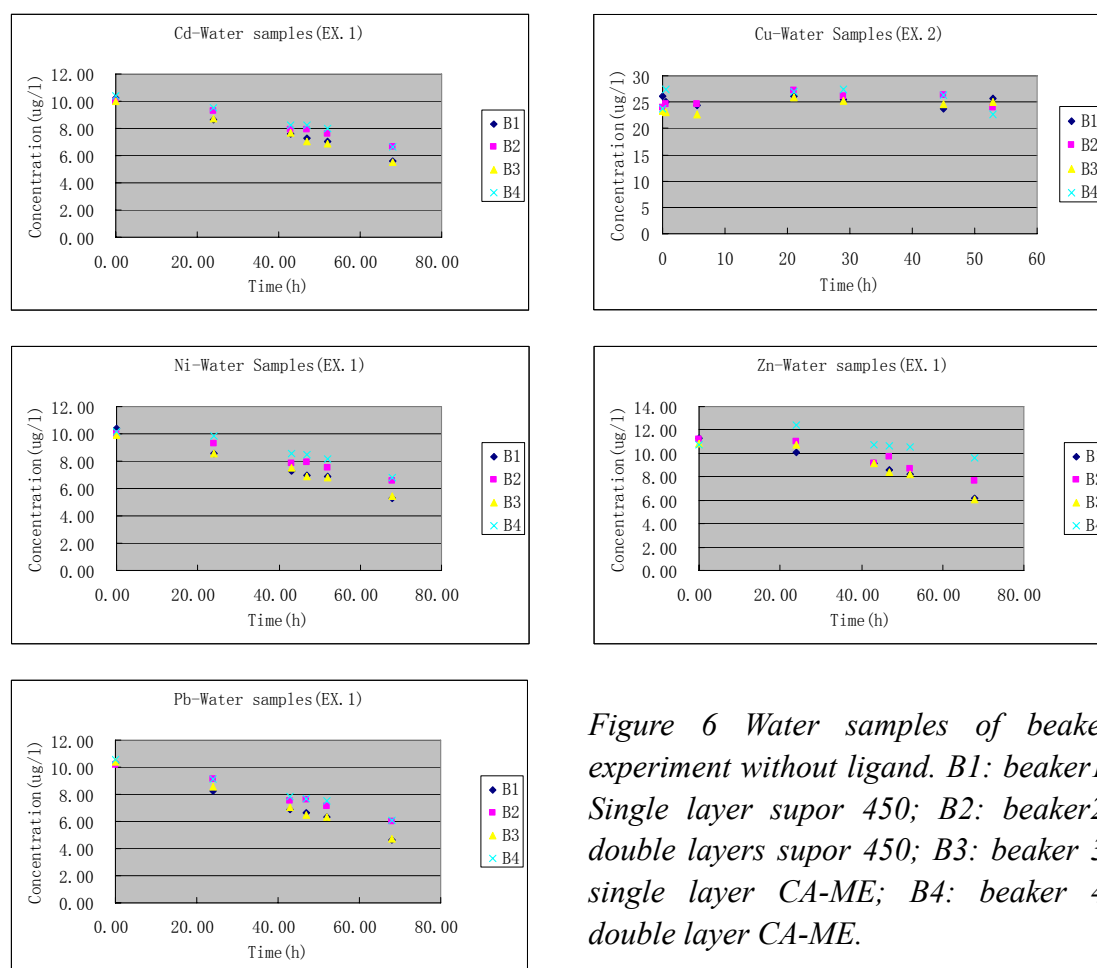 Cd-Water samples(EX.1)
Concentration(ug/l)
12.00
10.00
8.00
6.00
4.00
2.00
0.00
0.00 20.00 40.00 60.00 80.00
Time(h)
B1
B2
B3
B4
Cu-Water Samples(EX.2)
Concentration(ug/l)
30
25
20
15
10
5
0
0 10 20 30 40 50 60
Time(h)
B1
B2
B3
B4
Ni-Water Samples(EX.1)
Concentration(ug/l)
12.00
10.00
8.00
6.00
4.00
2.00
0.00
0.00 20.00 40.00 60.00 80.00
Time(h)
B1
B2
B3
B4
Zn-Water samples(EX.1)
Concentration(ug/l)
14.00
12.00
10.00
8.00
6.00
4.00
2.00
0.00
0.00 20.00 40.00 60.00 80.00
Time(h)
B
B2
B3
B4
Pb-Water samples(EX.1)
Concentration(ug/l)
12.00
10.00
8.00
6.00
4.00
2.00
0.00
0.00 20.00 40.00 60.00 80.00
Time(h)
B1
B2
B3
B4
Figure 6 Water samples of beake
experiment without ligand. B1: beaker1
Single layer supor 450; B2: beaker2
double layers supor 450; B3: beaker 3
single layer CA-ME; B4: beaker 4
double layer CA-ME.